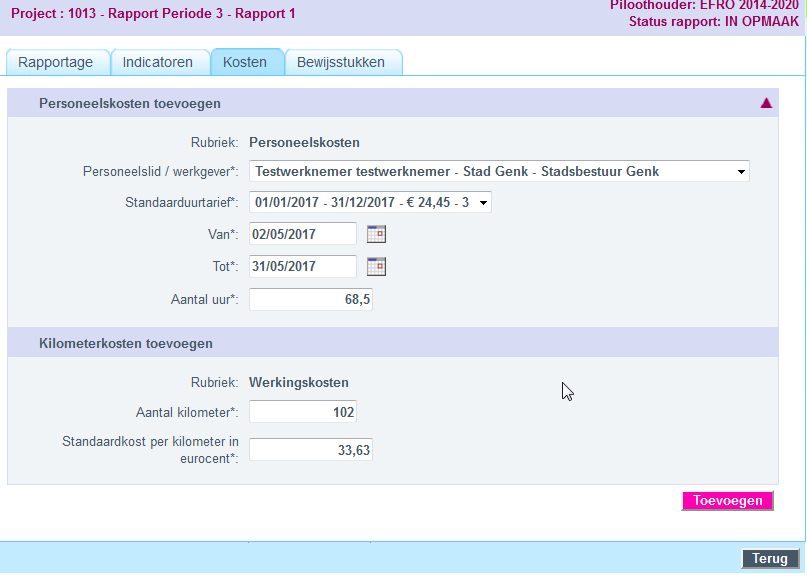 Piloothouder: EFRO 2014-2020
Project : 1013 - Rapport Periode 3 - Rapport 1
Status rapport: IN OPMAAK
Rapportage Indicatoren Kosten Bewijsstukken
Personeelskosten toevoegen
Rubriek: Personeelskosten
Personeelslid / werkgever*: Testwerknemer testwerknemer - Stad Genk - Stadsbestuur Genk
Standaarduurtarief*: 01/01/2017 - 31/12/2017 - € 24,45 - 3
Van*: 02/05/2017
Tot*: 31/05/2017
Aantal uur*: 68,5
Kilometerkosten toevoegen
Rubriek: Werkingskosten
Aantal kilometer*: 102
Standaardkost per kilometer in
eurocent*: 33,63
Toevoegen
Terug